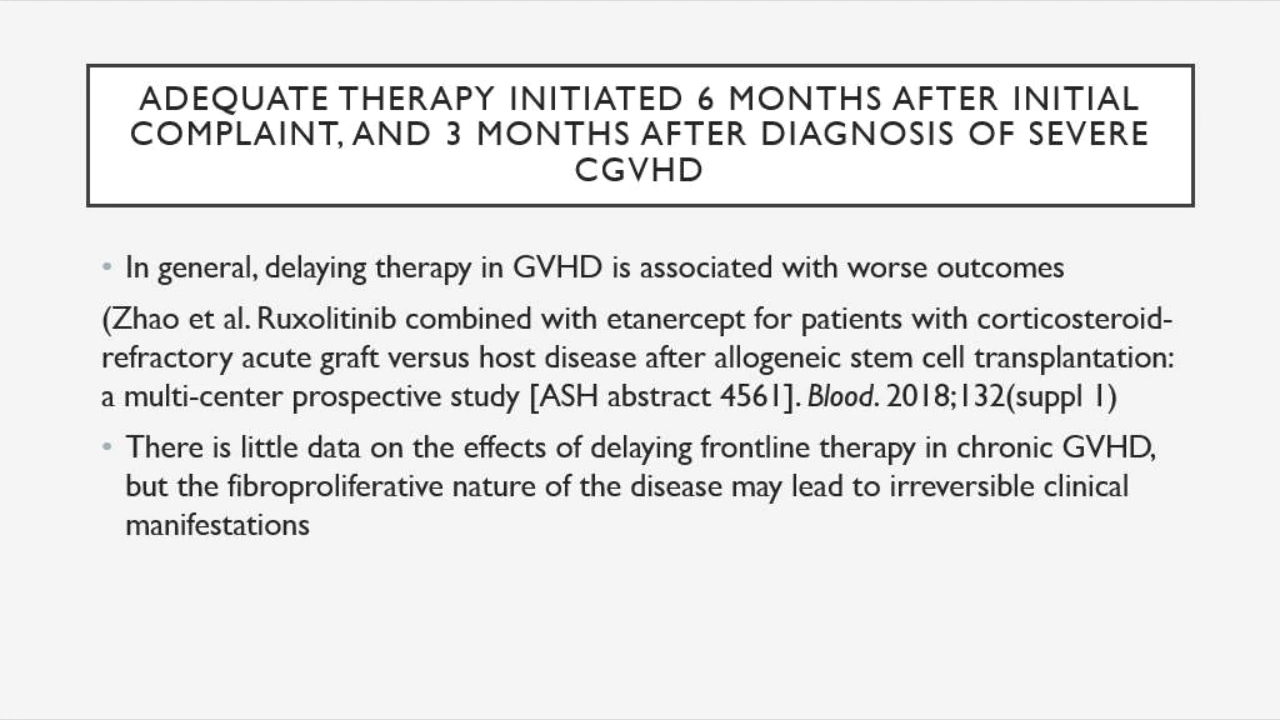 ADEQUATE THERAPY INITIATED 6 MONTHS AFTER INITIAL
COMPLAINT, AND 3 MONTHS AFTER DIAGNOSIS OF SEVERE
CGVHD
• In general, delaying therapy in GVHD is associated with worse outcomes
(Zhao et al. Ruxolitinib combined with etanercept for patients with corticosteroid-
refractory acute graft versus host disease after allogeneic stem cell transplantation:
a multi-center prospective study [ASH abstract 4561]. Blood. 2018;132(suppl 1)
• There is little data on the effects of delaying frontline therapy in chronic GVHD,
but the fibroproliferative nature of the disease may lead to irreversible clinical
manifestations